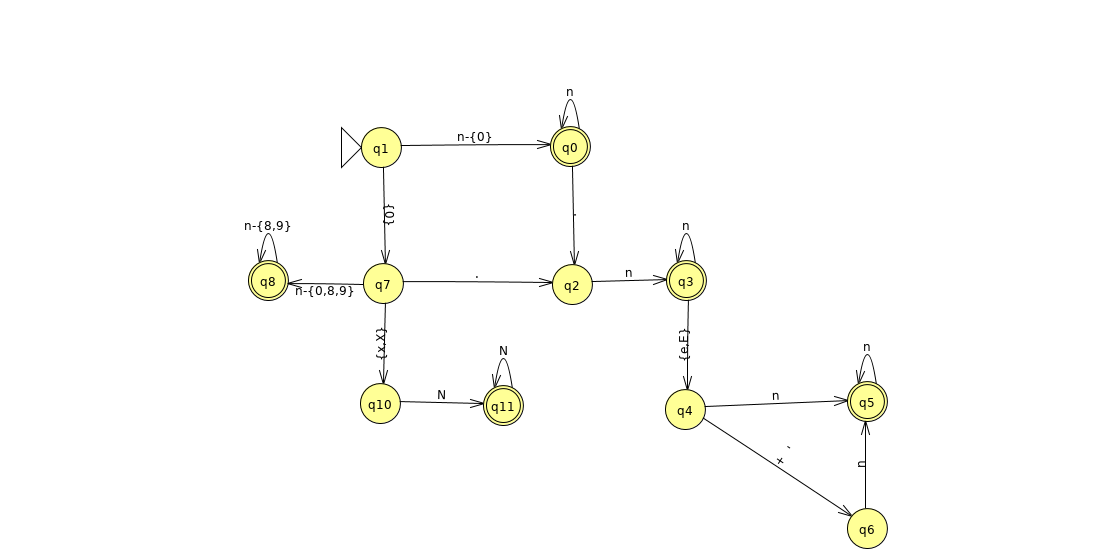 n
n-{0}
q1
q0
{0}
.
n-{8,9}
n
q8
q7
.
q2
n
q3
n-{0,8,9}
{x,X}
{e,E}
N
n
q10
N
q11
q4
n
q5
+ -
n
q6